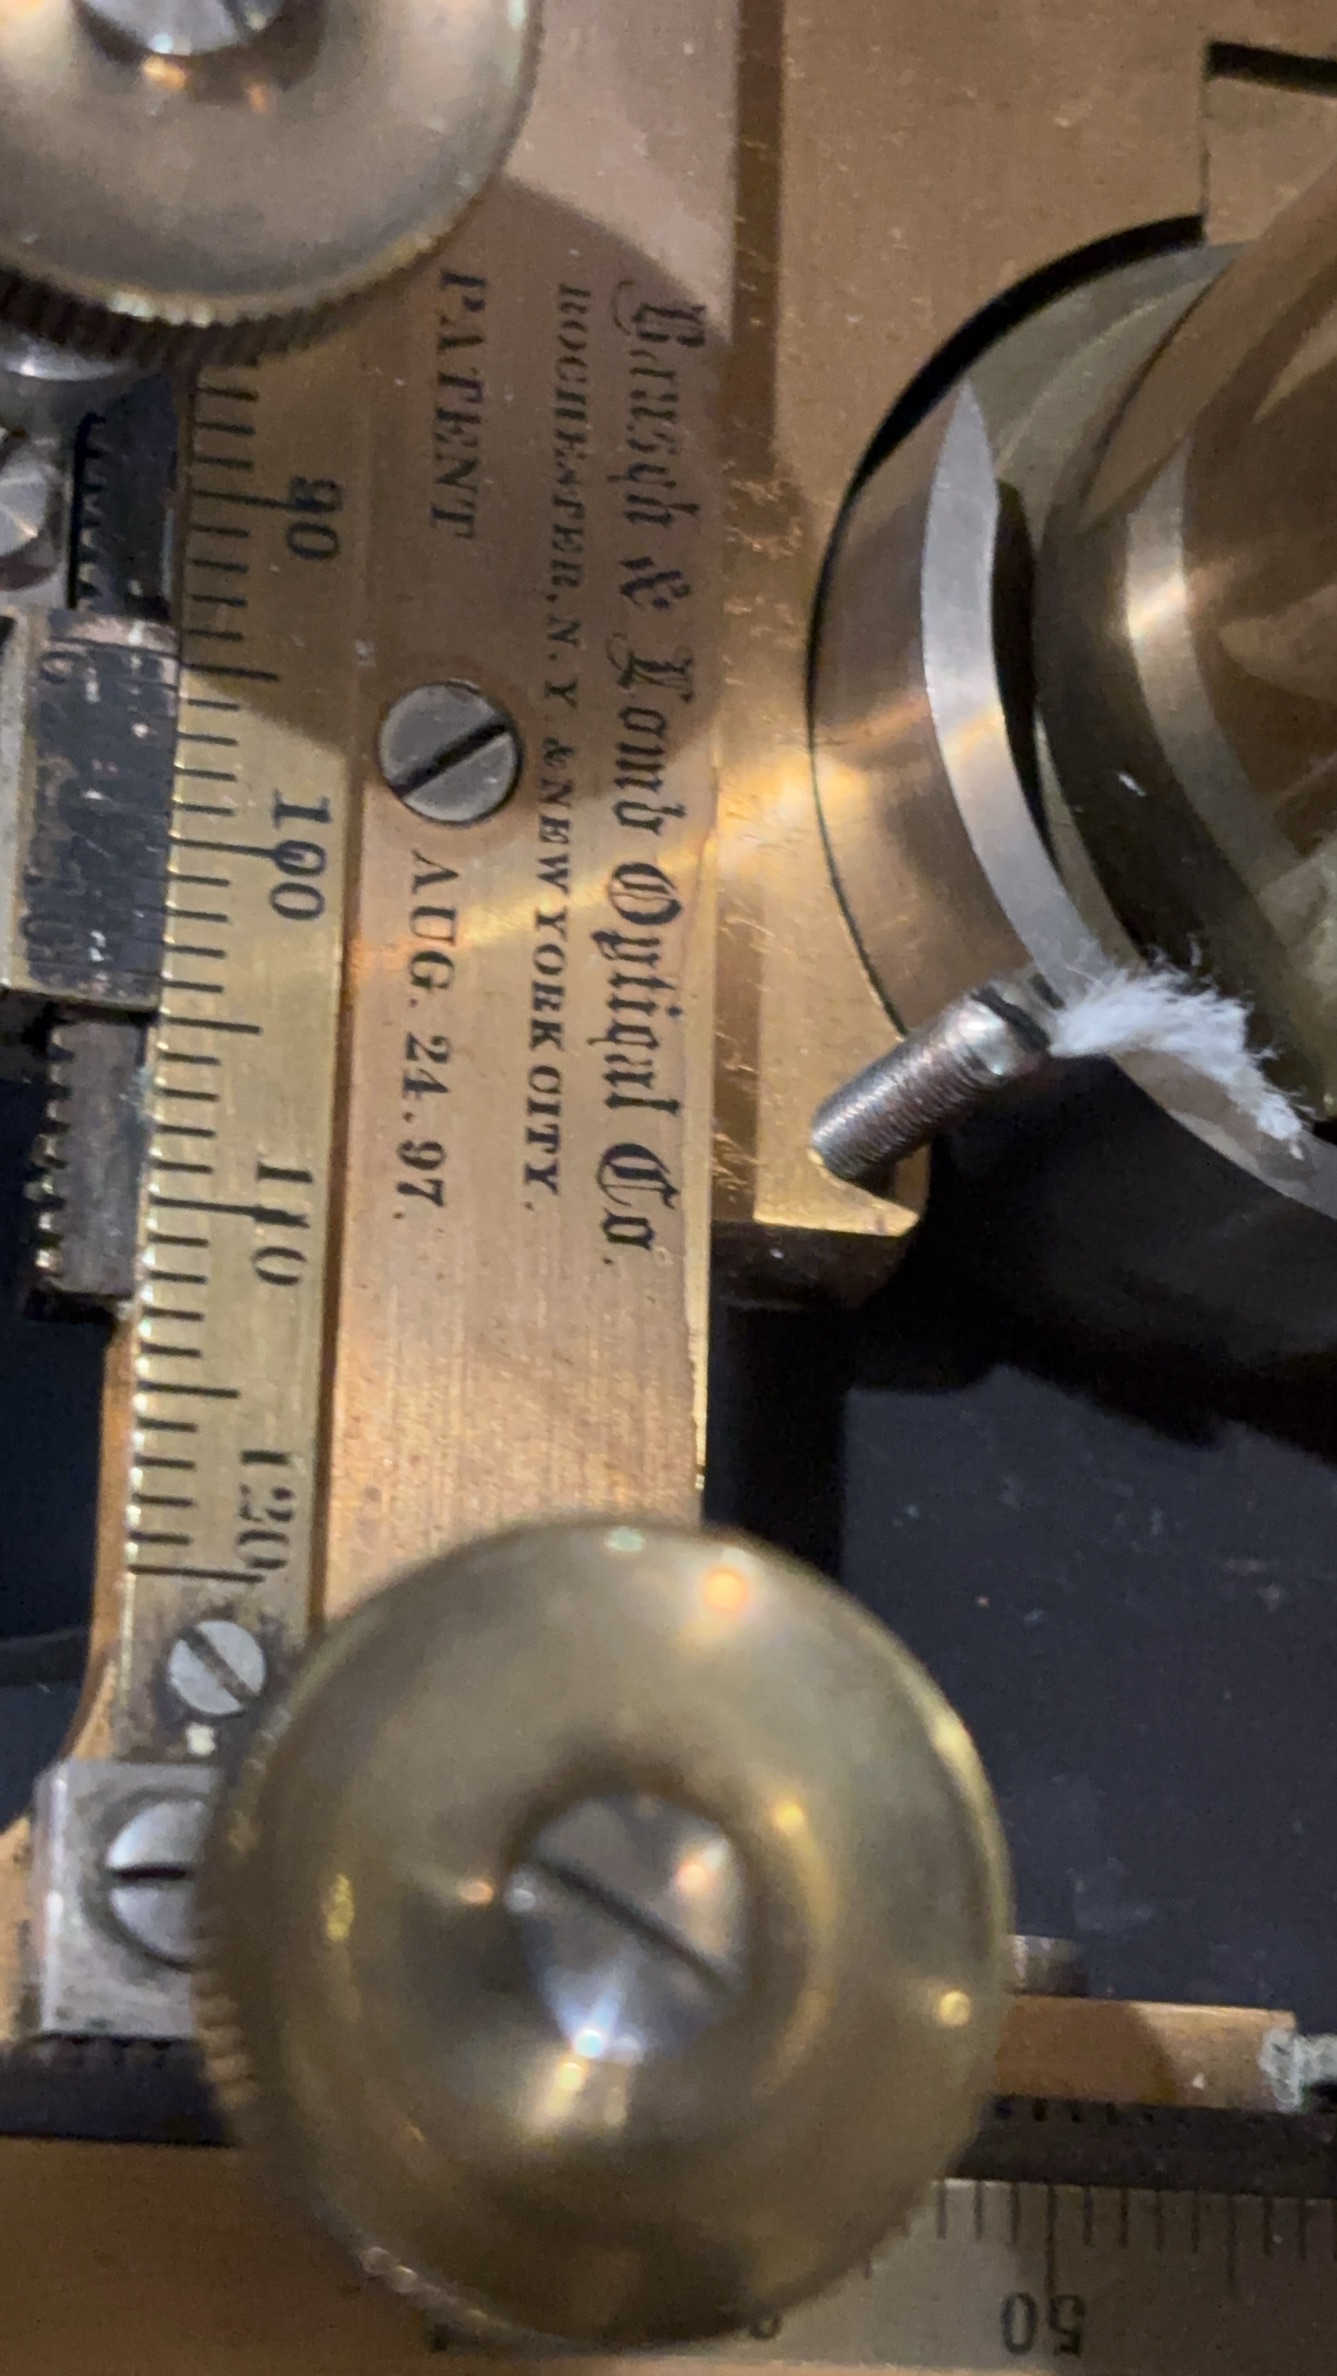 Bausch & Lomb Optical Co.
ROCHESTER, N. Y. & NEW YORK CITY.
PATENT AUG. 24. 97.
90 100 110 120
50